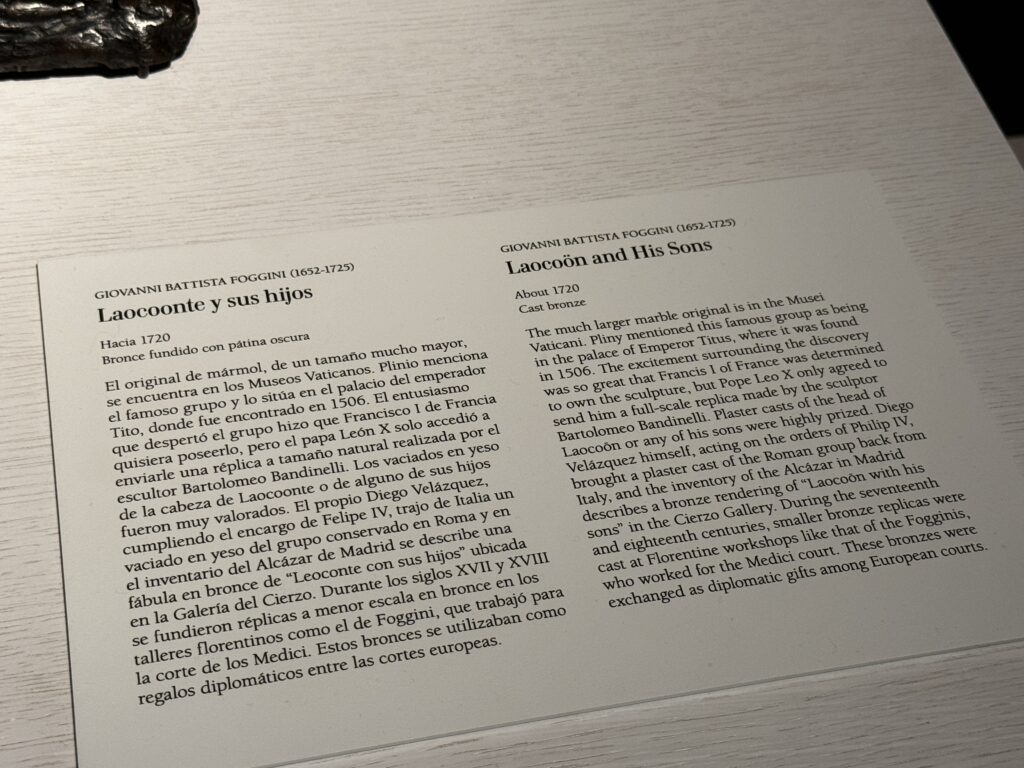 GIOVANNI BATTISTA FOGGINI (1652-1725)
Laocoonte y sus hijos
Hacia 1720
Bronce fundido con pátina oscura
El original de mármol, de un tamaño mucho mayor,
se encuentra en los Museos Vaticanos. Plinio menciona
el famoso grupo y lo sitúa en el palacio del emperador
Tito, donde fue encontrado en 1506. El entusiasmo
que despertó el grupo hizo que Francisco I de Francia
quisiera poseerlo, pero el papa León X solo accedió a
enviarle una réplica a tamaño natural realizada por el
escultor Bartolomeo Bandinelli. Los vaciados en yeso
de la cabeza de Laocoonte o de alguno de sus hijos
fueron muy valorados. El propio Diego Velázquez,
cumpliendo el encargo de Felipe IV, trajo de Italia un
vaciado en yeso del grupo conservado en Roma y en
el inventario del Alcázar de Madrid se describe una
fábula en bronce de “Leoconte con sus hijos” ubicada
en la Galería del Cierzo. Durante los siglos XVII y XVIII
se fundieron réplicas a menor escala en bronce en los
talleres florentinos como el de Foggini, que trabajó para
la corte de los Medici. Estos bronces se utilizaban como
regalos diplomáticos entre las cortes europeas.
GIOVANNI BATTISTA FOGGINI (1652-1725)
Laocoön and His Sons
About 1720
Cast bronze
The much larger marble original is in the Musei
Vaticani. Pliny mentioned this famous group as being
in the palace of Emperor Titus, where it was found
in 1506. The excitement surrounding the discovery
was so great that Francis I of France was determined
to own the sculpture, but Pope Leo X only agreed to
send him a full-scale replica made by the sculptor
Bartolomeo Bandinelli. Plaster casts of the head of
Laocoön or any of his sons were highly prized. Diego
Velázquez himself, acting on the orders of Philip IV,
brought a plaster cast of the Roman group back from
Italy, and the inventory of the Alcázar in Madrid
describes a bronze rendering of “Laocoön with his
sons” in the Cierzo Gallery. During the seventeenth
and eighteenth centuries, smaller bronze replicas were
cast at Florentine workshops like that of the Fogginis,
who worked for the Medici court. These bronzes were
exchanged as diplomatic gifts among European courts.